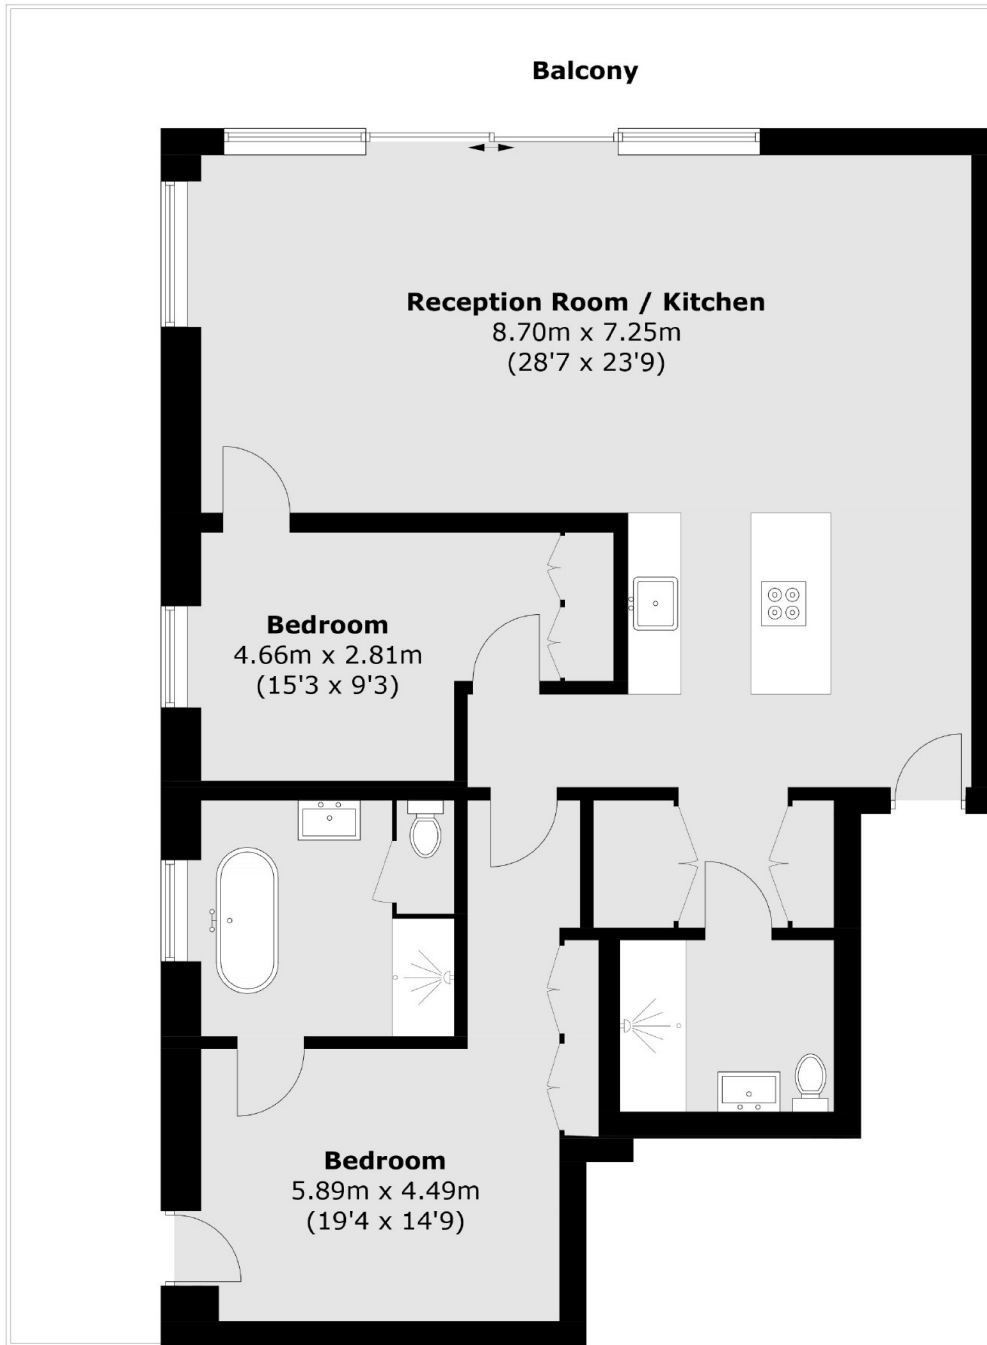 Balcony
Reception Room / Kitchen
8.70m x 7.25m
(28'7 x 23'9)
Bedroom
4.66m x 2.81m
(15'3 x 9'3)
Bedroom
5.89m x 4.49m
(19'4 x 14'9)